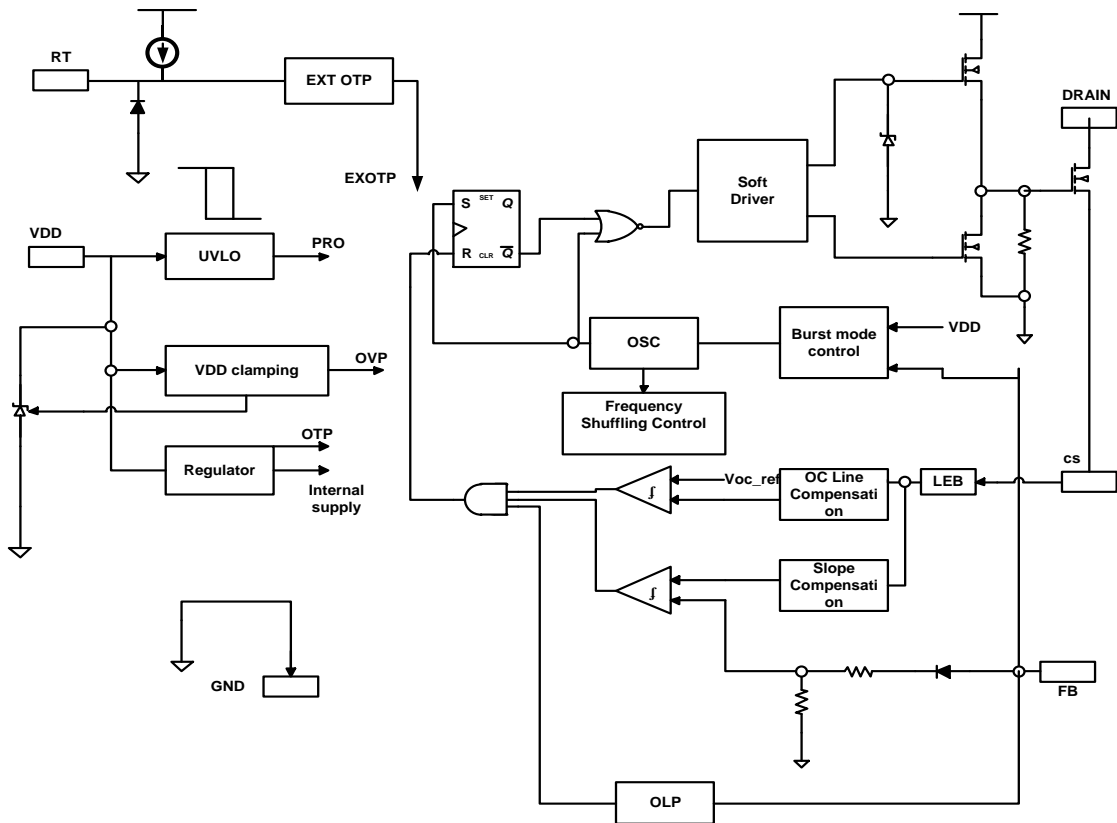 RT
EXT OTP
DRAIN
EXOTP
S SET Q
R CLR Q
Soft
Driver
VDD
UVLO
PRO
OSC
Burst mode
control
VDD
VDD clamping
OVP
Frequency
Shuffling Control
OTP
Regulator
Internal
supply
Voc_ref
OC Line
Compensati
on
LEB
cs
Slope
Compensati
on
GND
FB
OLP